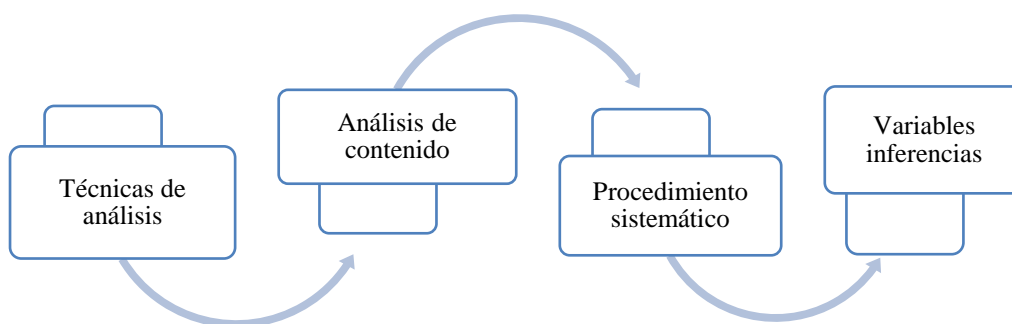 Técnicas de
análisis
Análisis de
contenido
Procedimiento
sistemático
Variables
inferencias